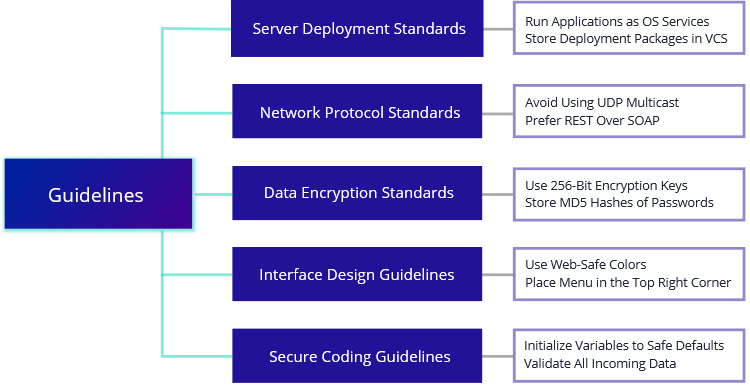 Guidelines
Server Deployment Standards
Run Applications as OS Services
Store Deployment Packages in VCS
Network Protocol Standards
Avoid Using UDP Multicast
Prefer REST Over SOAP
Data Encryption Standards
Use 256-Bit Encryption Keys
Store MD5 Hashes of Passwords
Interface Design Guidelines
Use Web-Safe Colors
Place Menu in the Top Right Corner
Secure Coding Guidelines
Initialize Variables to Safe Defaults
Validate All Incoming Data